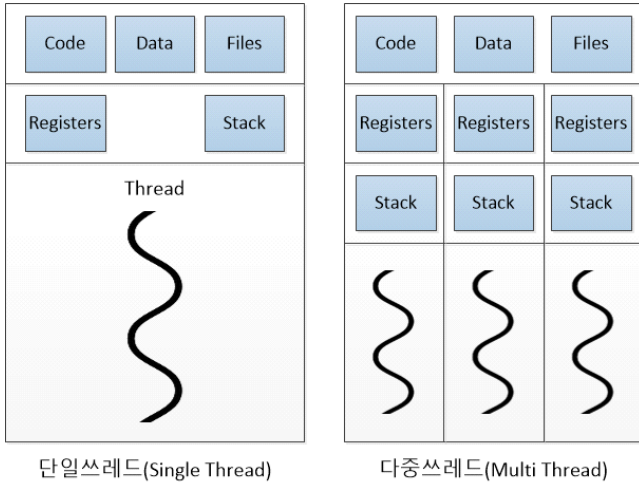 Code Data Files
Registers Stack
Thread
단일쓰레드(Single Thread)
Code Data Files
Registers Registers Registers
Stack Stack Stack
다중쓰레드(Multi Thread)